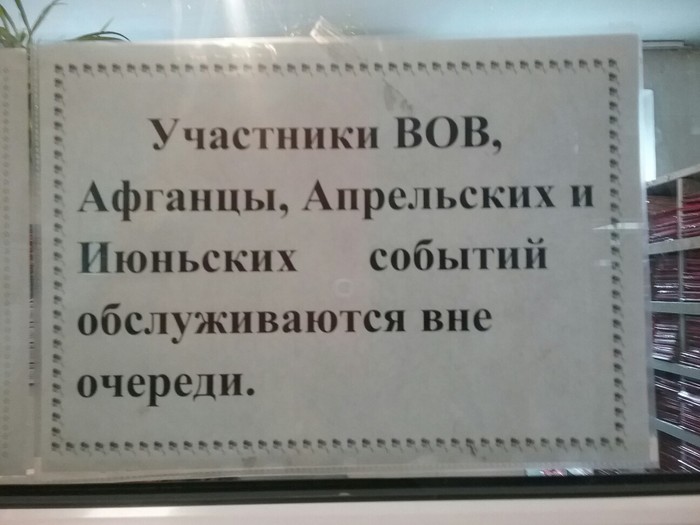 Участники ВОВ,
Афганцы, Апрельских и
Июньских событий
обслуживаются вне
очереди.